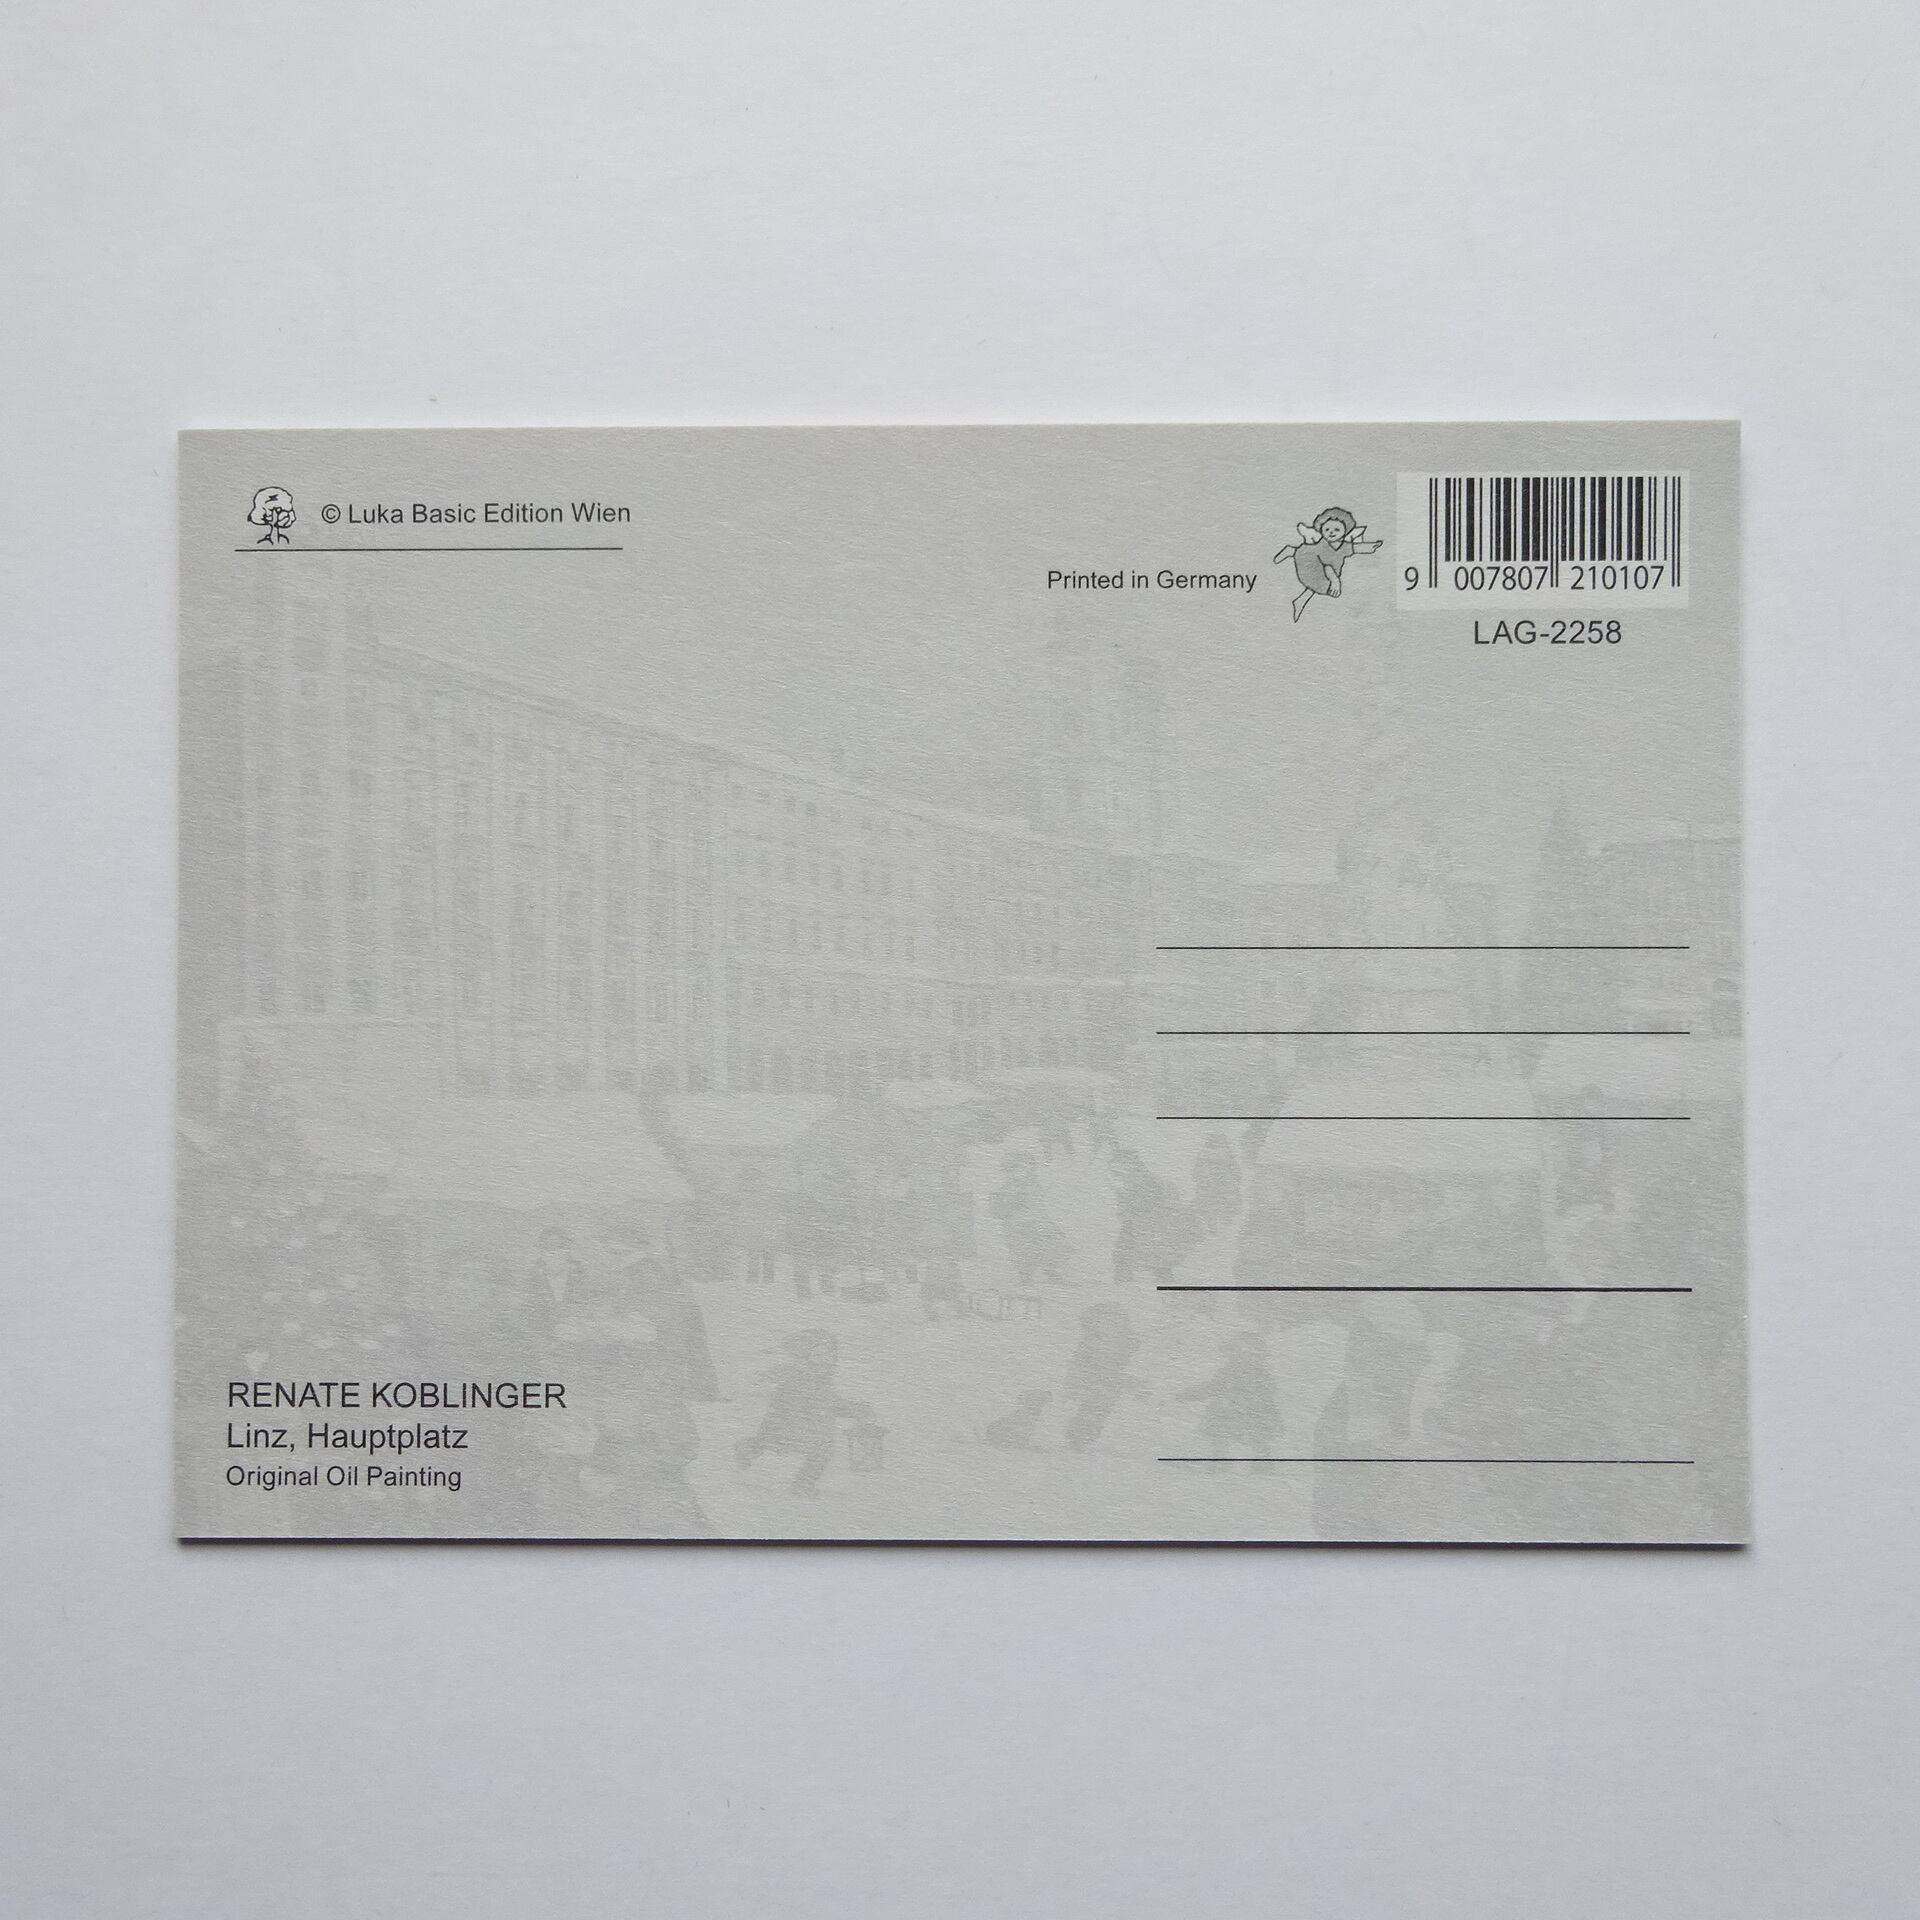 © Luka Basic Edition Wien
Printed in Germany
9 007807 210107
LAG-2258
RENATE KOBLINGER
Linz, Hauptplatz
Original Oil Painting